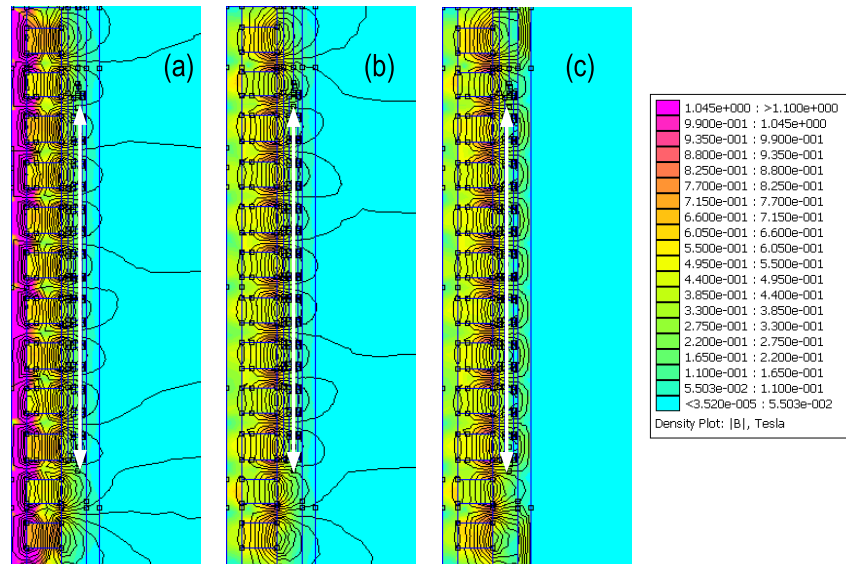 (a)
(b)
(c)
1.045e+000 : >1.100e+000
9.900e-001 : 1.045e+000
9.350e-001 : 9.900e-001
8.800e-001 : 9.350e-001
8.250e-001 : 8.800e-001
7.700e-001 : 8.250e-001
7.150e-001 : 7.700e-001
6.600e-001 : 7.150e-001
6.050e-001 : 6.600e-001
5.500e-001 : 6.050e-001
4.950e-001 : 5.500e-001
4.400e-001 : 4.950e-001
3.850e-001 : 4.400e-001
3.300e-001 : 3.850e-001
2.750e-001 : 3.300e-001
2.200e-001 : 2.750e-001
1.650e-001 : 2.200e-001
1.100e-001 : 1.650e-001
5.503e-002 : 1.100e-001
<3.520e-005 : 5.503e-002
Density Plot: |B|, Tesla